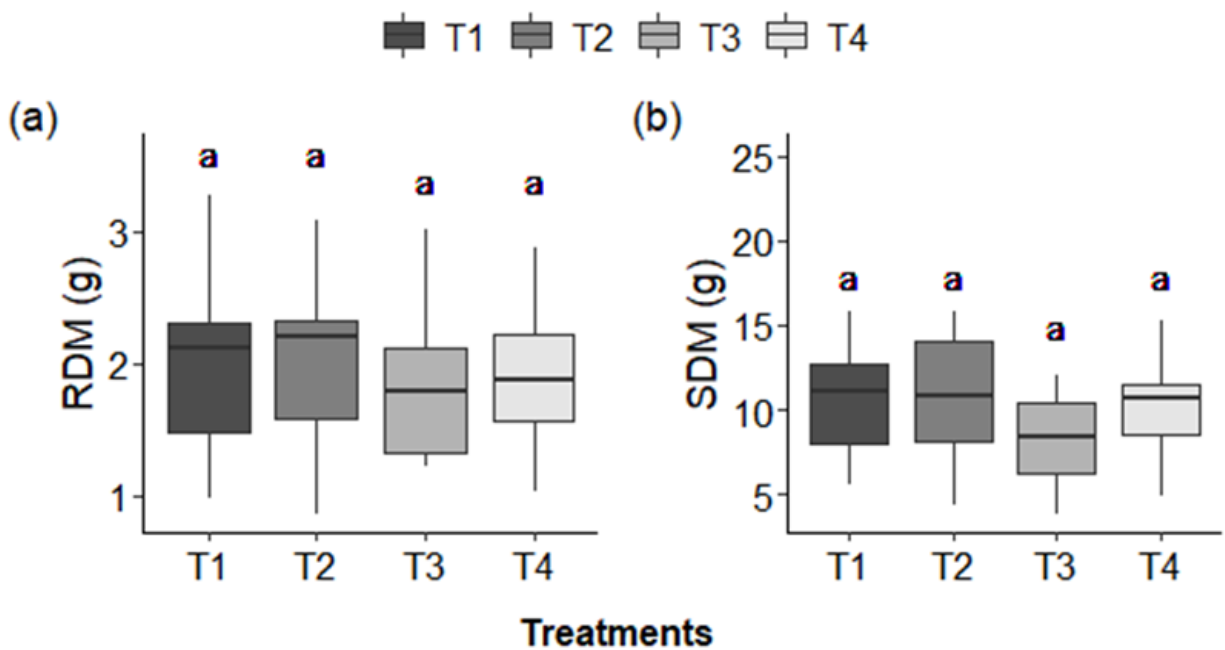 T1 T2 T3 T4
(a)
RDM (g)
3
2
1
a a a a
T1 T2 T3 T4
(b)
SDM (g)
25
20
15
10
5
a a a a
T1 T2 T3 T4
Treatments